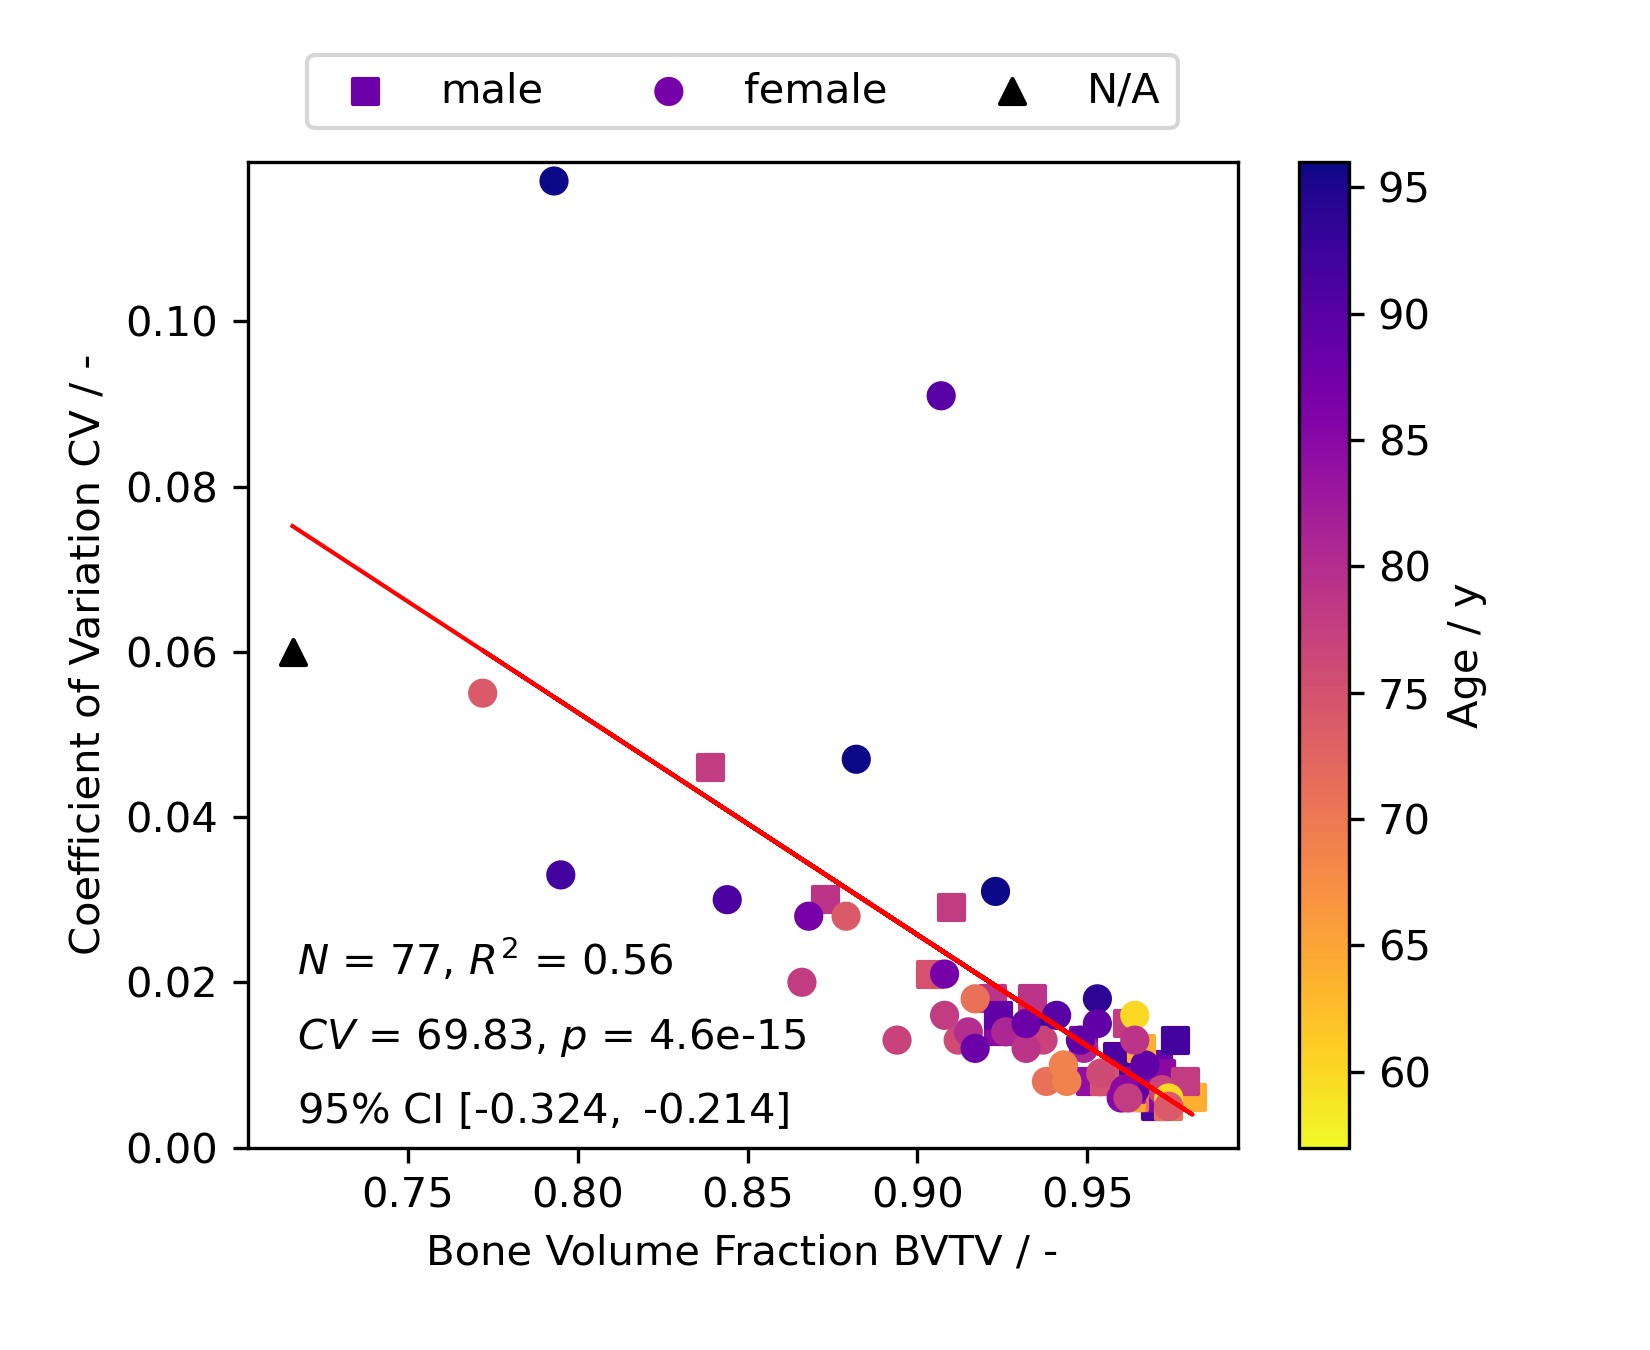 male female N/A
Coefficient of Variation CV / -
0.10
0.08
0.06
0.04
0.02
0.00
N = 77, R² = 0.56
CV = 69.83, p = 4.6e-15
95% CI [-0.324, -0.214]
0.75 0.80 0.85 0.90 0.95
Bone Volume Fraction BVTV / -
95
90
85
80
75
70
65
60
Age / y